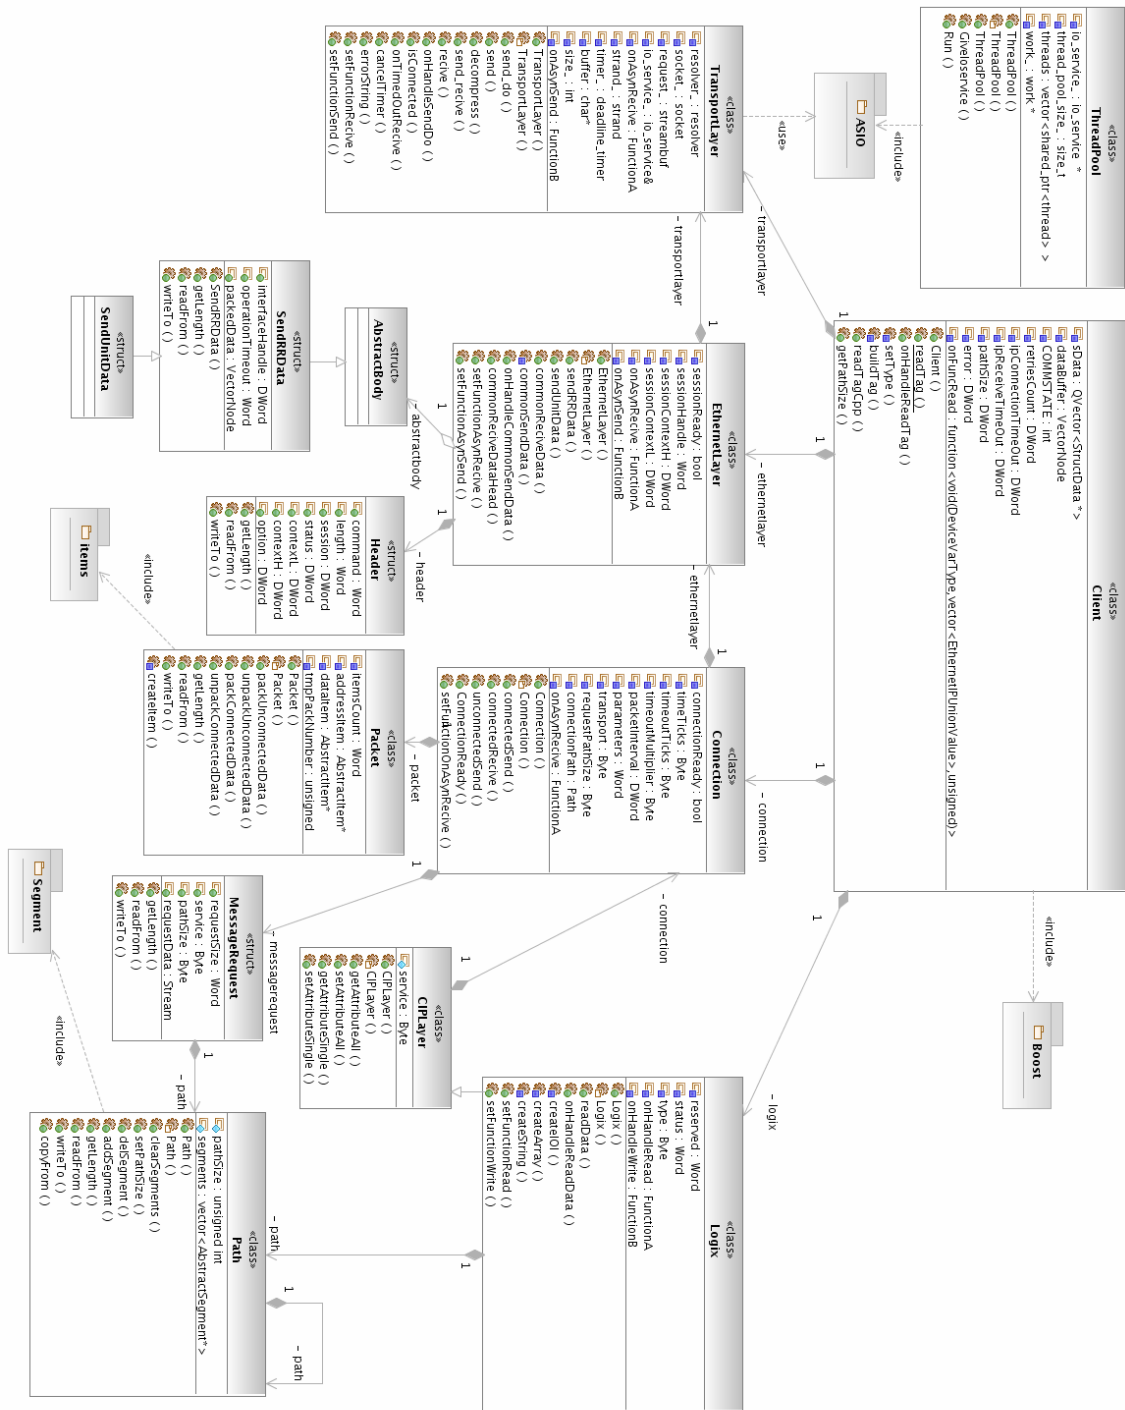 «class»
ThreadPool
io_service_ : io_service *
thread_pool_size_ : size_t
threads : vector<shared_ptr<thread> >
work_ : work *
ThreadPool ( )
ThreadPool ( )
ThreadPool ( )
GiveIoservice ( )
Run ( )
«include»
ASIO
«use»
«class»
TransportLayer
resolver_ : resolver
socket_ : socket
request_ : streambuf
io_service_ : io_service&
onAsynRecive : FunctionA
strand_ : strand
timer_ : deadline_timer
buffer : char*
size_ : int
onAsynSend : FunctionB
TransportLayer ( )
TransportLayer ( )
send_do ( )
send ( )
decompress ( )
send_recive ( )
recive ( )
onHandleSendDo ( )
isConnected ( )
onTimedOutRecive ( )
cancelTimer ( )
errorString ( )
setFunctionRecive ( )
setFunctionSend ( )
– transportlayer
1
– transportlayer
1
«class»
Client
sData : QVector<StructData *>
dataBuffer : VectorNode
COMMSTATE : int
retriesCount : DWord
ipConnectionTimeOut : DWord
ipReceiveTimeOut : DWord
pathSize : DWord
error : DWord
onFuncRead : function<void(DeviceVarType,vector<EthernetIPUnionValue>,unsigned)>
Client ( )
readTag ( )
onHandleReadTag ( )
setType ( )
buildTag ( )
readTagCpp ( )
getPathSize ( )
1
– ethernetlayer
1
– connection
1
– logix
«include»
Boost
«class»
EthernetLayer
sessionReady : bool
sessionHandle : Word
sessionContextH : DWord
sessionContextL : DWord
onAsynRecive : FunctionA
onAsynSend : FunctionB
EthernetLayer ( )
EthernetLayer ( )
sendRRData ( )
sendUnitData ( )
commonReciveData ( )
commonSendData ( )
onHandleCommonSendData ( )
commonReciveDataHead ( )
setFunctionAsynRecive ( )
setFunctionAsynSend ( )
1
– abstractbody
1
– header
– ethernetlayer
1
«struct»
AbstractBody
«struct»
SendRRData
interfaceHandle : DWord
operationTimeout : Word
packedData : VectorNode
SendRRData ( )
getLength ( )
readFrom ( )
writeTo ( )
«struct»
SendUnitData
«struct»
Header
command : Word
length : Word
session : DWord
status : DWord
contextL : DWord
contextH : DWord
option : DWord
getLength ( )
readFrom ( )
writeTo ( )
«class»
Connection
connectionReady : bool
timeTicks : Byte
timeoutTicks : Byte
timeoutMultiplier : Byte
packetInterval : DWord
parameters : Word
transport : Byte
requestPathSize : Byte
connectionPath : Path
onAsynRecive : FunctionA
Connection ( )
Connection ( )
connectedSend ( )
connectedRecive ( )
unconnectedSend ( )
ConnectionReady ( )
setFunctionOnAsynRecive ( )
– packet
1
– messagerequest
– connection
1
«class»
Packet
itemsCount : Word
addressItem : AbstractItem*
dataItem : AbstractItem*
tmpPackNumber : unsigned
Packet ( )
Packet ( )
packUnconnectedData ( )
unpackUnconnectedData ( )
packConnectedData ( )
unpackConnectedData ( )
getLength ( )
readFrom ( )
writeTo ( )
createItem ( )
«include»
items
«struct»
MessageRequest
requestSize : Word
service : Byte
pathSize : Byte
requestData : Stream
getLength ( )
readFrom ( )
writeTo ( )
1
– path
«class»
CIPLayer
service : Byte
CIPLayer ( )
CIPLayer ( )
getAttributeAll ( )
setAttributeAll ( )
getAttributeSingle ( )
setAttributeSingle ( )
«class»
Logix
reserved : Word
status : Word
type : Byte
onHandleRead : FunctionA
onHandleWrite : FunctionB
Logix ( )
Logix ( )
readData ( )
onHandleReadData ( )
createIOI ( )
createArray ( )
createString ( )
setFunctionRead ( )
setFunctionWrite ( )
1
– path
«class»
Path
pathSize : unsigned int
segments : vector<AbstractSegment*>
Path ( )
Path ( )
clearSegments ( )
setPathSize ( )
delSegment ( )
addSegment ( )
getLength ( )
readFrom ( )
writeTo ( )
copyFrom ( )
1
– path
«include»
Segment